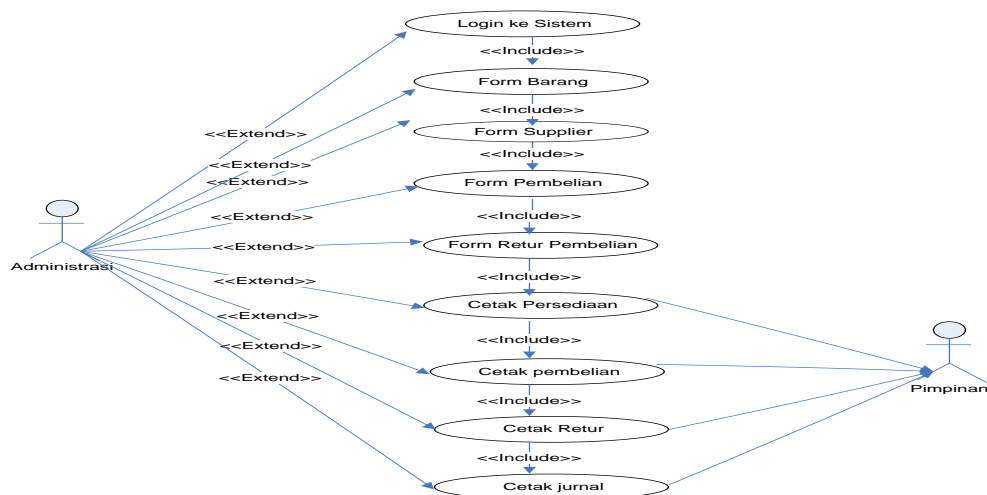 Login ke Sistem
<<Include>>
Form Barang
<<Include>>
<<Extend>>
Form Supplier
<<Include>>
<<Extend>>
<<Extend>>
Form Pembelian
<<Extend>>
<<Include>>
<<Extend>>
Form Retur Pembelian
Administrasi
<<Include>>
<<Extend>>
Cetak Persediaan
<<Extend>>
<<Include>>
<<Extend>>
Cetak pembelian
<<Extend>>
Pimpinan
<<Include>>
Cetak Retur
<<Include>>
Cetak jurnal